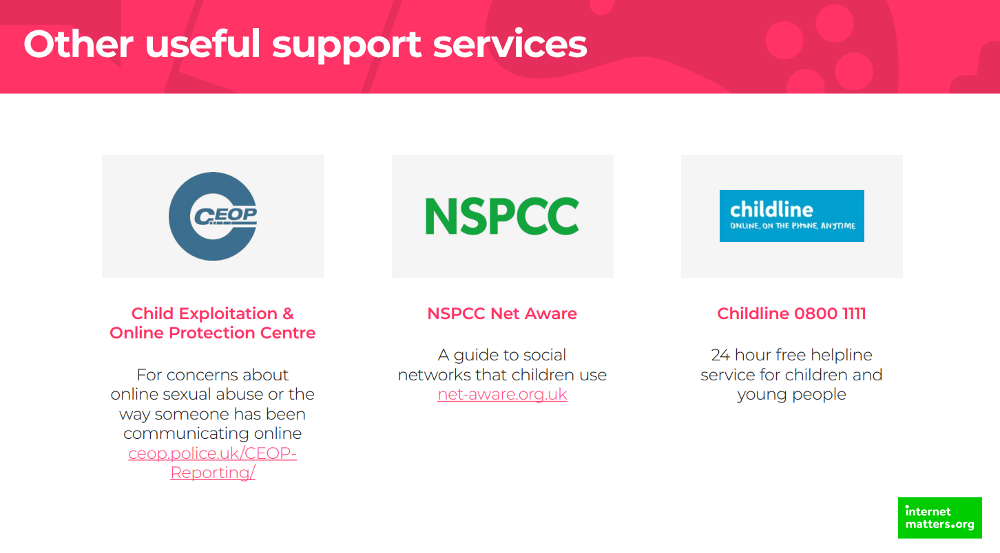 Other useful support services
CEOP
NSPCC
childline
ONLINE, ON THE PHONE, ANYTIME
Child Exploitation &
Online Protection Centre
For concerns about
online sexual abuse or the
way someone has been
communicating online
ceop.police.uk/CEOP-
Reporting/
NSPCC Net Aware
A guide to social
networks that children use
net-aware.org.uk
Childline 0800 1111
24 hour free helpline
service for children and
young people
internet
matters.org